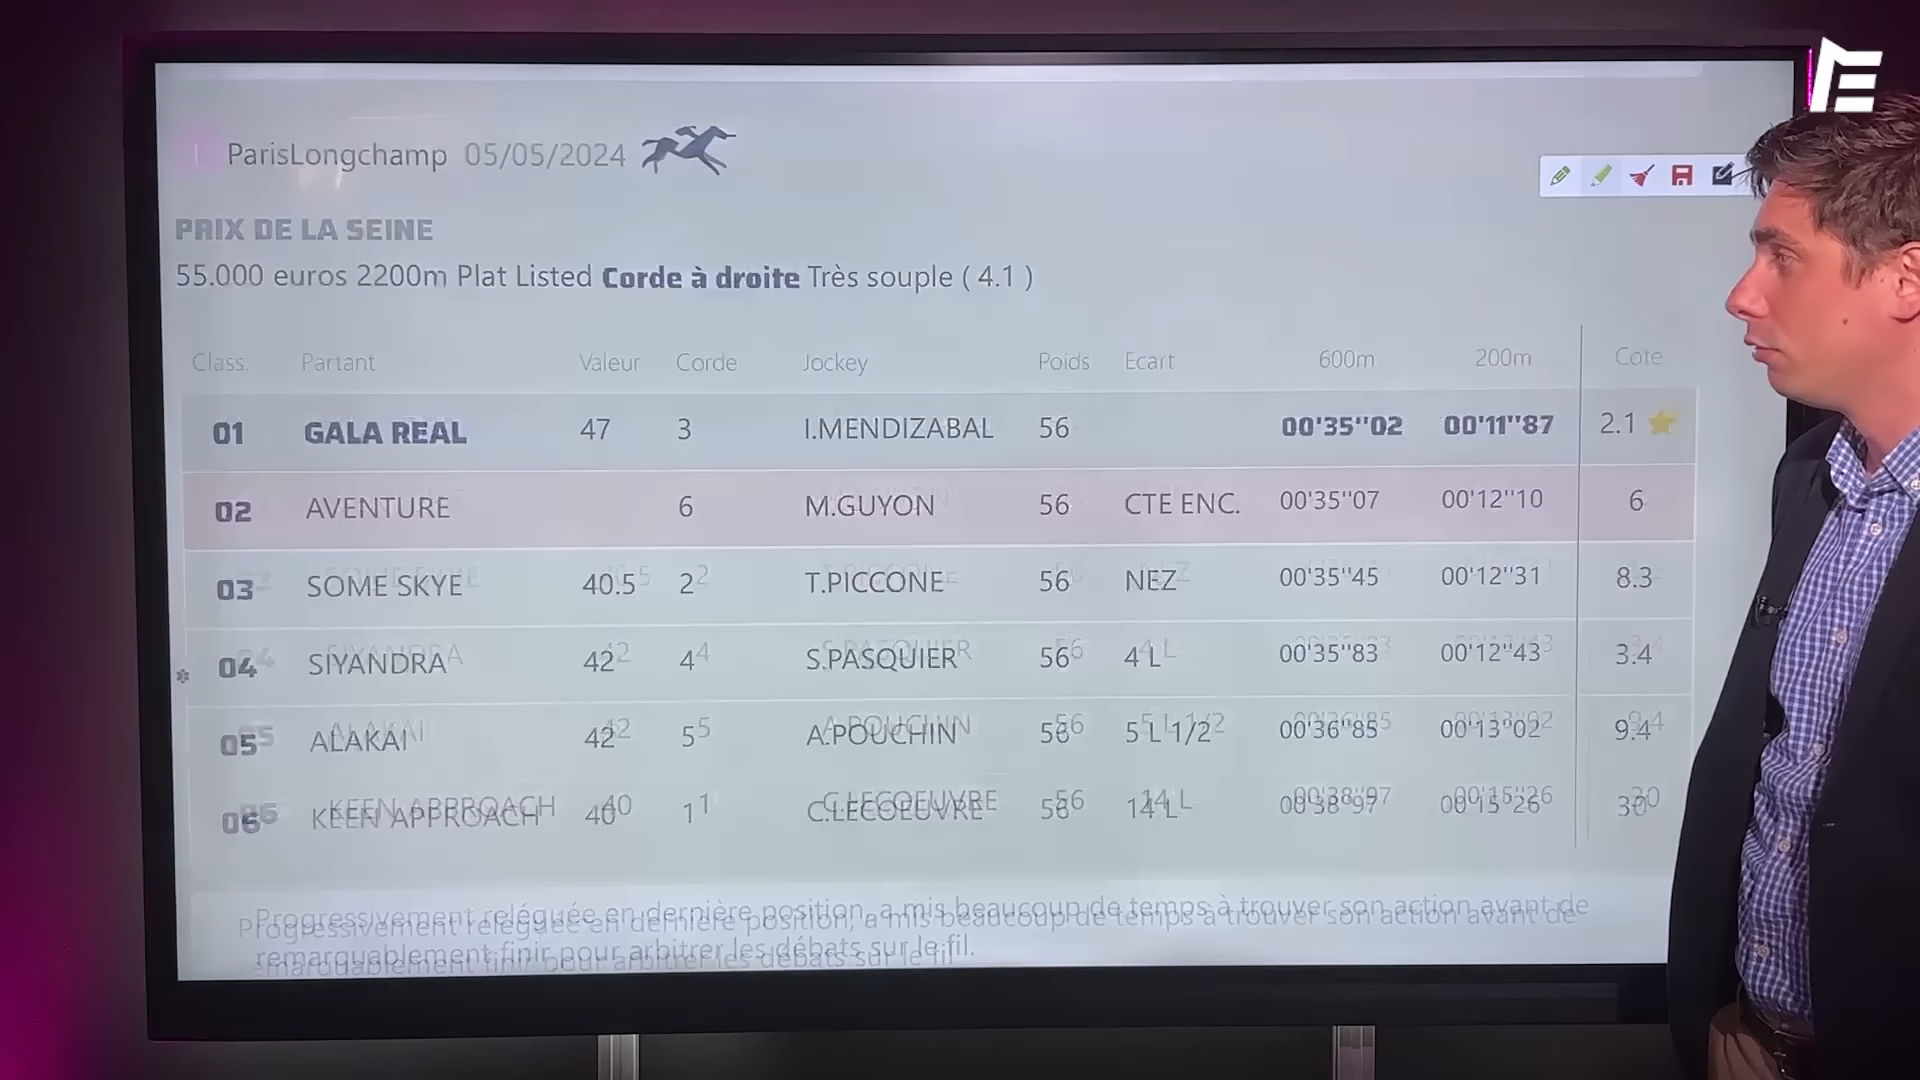 ParisLongchamp 05/05/2024
PRIX DE LA SEINE
55.000 euros 2200m Plat Listed Corde à droite Très souple ( 4.1 )
Class. Partant Valeur Corde Jockey Poids Ecart 600m 200m Cote
01 GALA REAL 47 3 I.MENDIZABAL 56 00'35''02 00'11''87 2.1
02 AVENTURE 6 M.GUYON 56 CTE ENC. 00'35''07 00'12''10 6
03 SOME SKYE 40.5 2 T.PICCONE 56 NEZ 00'35''45 00'12''31 8.3
04 SIYANDRA 42 4 S.PASQUIER 56 4 L 00'35''83 00'12''43 3.4
05 ALAKAI 42 5 A.POUCHIN 56 5 L 1/2 00'36''85 00'13''02 9.4
06 KEEN APPROACH 40 1 C.LECOEUVRE 56 14 L 00'38''97 00'15''26 30
Progressivement reléguée en dernière position, a mis beaucoup de temps à trouver son action avant de
remarquablement finir pour arbitrer les débats sur le fil.